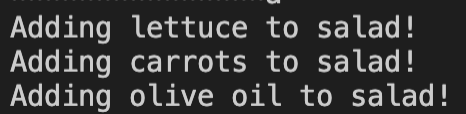 Adding lettuce to salad!
Adding carrots to salad!
Adding olive oil to salad!